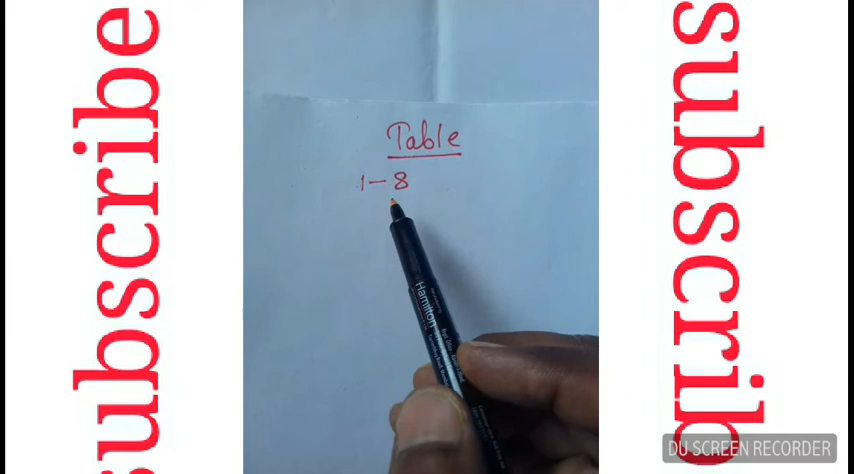 subscribe
Table
1-8
Hamilton
subscrib
DU SCREEN RECORDER